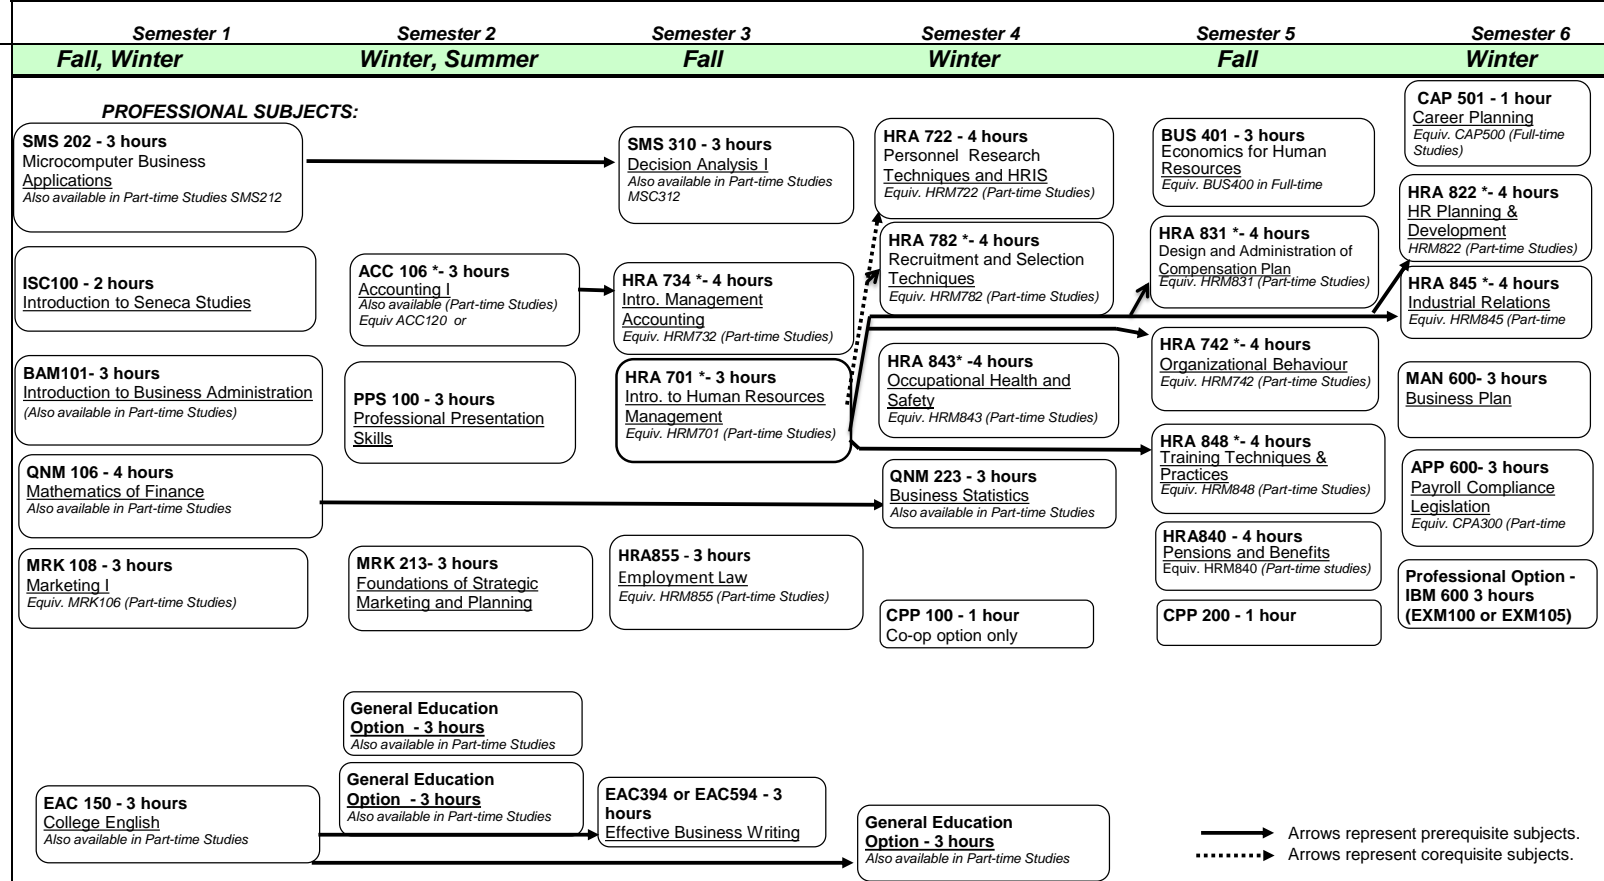 Semester 1
Semester 2
Semester 3
Semester 4
Semester 5
Semester 6
Fall, Winter
Winter, Summer
Fall
Winter
Fall
Winter
PROFESSIONAL SUBJECTS:
SMS 202 - 3 hours
Microcomputer Business
Applications
Also available in Part-time Studies SMS212
ISC100 - 2 hours
Introduction to Seneca Studies
BAM101- 3 hours
Introduction to Business Administration
(Also available in Part-time Studies)
QNM 106 - 4 hours
Mathematics of Finance
Also available in Part-time Studies
MRK 108 - 3 hours
Marketing I
Equiv. MRK106 (Part-time Studies)
EAC 150 - 3 hours
College English
Also available in Part-time Studies
ACC 106 *- 3 hours
Accounting I
Also available (Part-time Studies)
Equiv ACC120 or
PPS 100 - 3 hours
Professional Presentation
Skills
MRK 213- 3 hours
Foundations of Strategic
Marketing and Planning
General Education
Option - 3 hours
Also available in Part-time Studies
General Education
Option - 3 hours
Also available in Part-time Studies
SMS 310 - 3 hours
Decision Analysis I
Also available in Part-time Studies
MSC312
HRA 734 *- 4 hours
Intro. Management
Accounting
Equiv. HRM732 (Part-time Studies)
HRA 701 *- 3 hours
Intro. to Human Resources
Management
Equiv. HRM701 (Part-time Studies)
HRA855 - 3 hours
Employment Law
Equiv. HRM855 (Part-time Studies)
EAC394 or EAC594 - 3
hours
Effective Business Writing
HRA 722 - 4 hours
Personnel Research
Techniques and HRIS
Equiv. HRM722 (Part-time Studies)
HRA 782 *- 4 hours
Recruitment and Selection
Techniques
Equiv. HRM782 (Part-time Studies)
HRA 843* -4 hours
Occupational Health and
Safety
Equiv. HRM843 (Part-time Studies)
QNM 223 - 3 hours
Business Statistics
Also available in Part-time Studies
CPP 100 - 1 hour
Co-op option only
General Education
Option - 3 hours
Also available in Part-time Studies
BUS 401 - 3 hours
Economics for Human
Resources
Equiv. BUS400 in Full-time
HRA 831 *- 4 hours
Design and Administration of
Compensation Plan
Equiv. HRM831 (Part-time Studies)
HRA 742 *- 4 hours
Organizational Behaviour
Equiv. HRM742 (Part-time Studies)
HRA 848 *- 4 hours
Training Techniques &
Practices
Equiv. HRM848 (Part-time Studies)
HRA840 - 4 hours
Pensions and Benefits
Equiv. HRM840 (Part-time studies)
CPP 200 - 1 hour
CAP 501 - 1 hour
Career Planning
Equiv. CAP500 (Full-time
Studies)
HRA 822 *- 4 hours
HR Planning &
Development
HRM822 (Part-time Studies)
HRA 845 *- 4 hours
Industrial Relations
Equiv. HRM845 (Part-time
MAN 600- 3 hours
Business Plan
APP 600- 3 hours
Payroll Compliance
Legislation
Equiv. CPA300 (Part-time
Professional Option -
IBM 600 3 hours
(EXM100 or EXM105)
Arrows represent prerequisite subjects.
Arrows represent corequisite subjects.